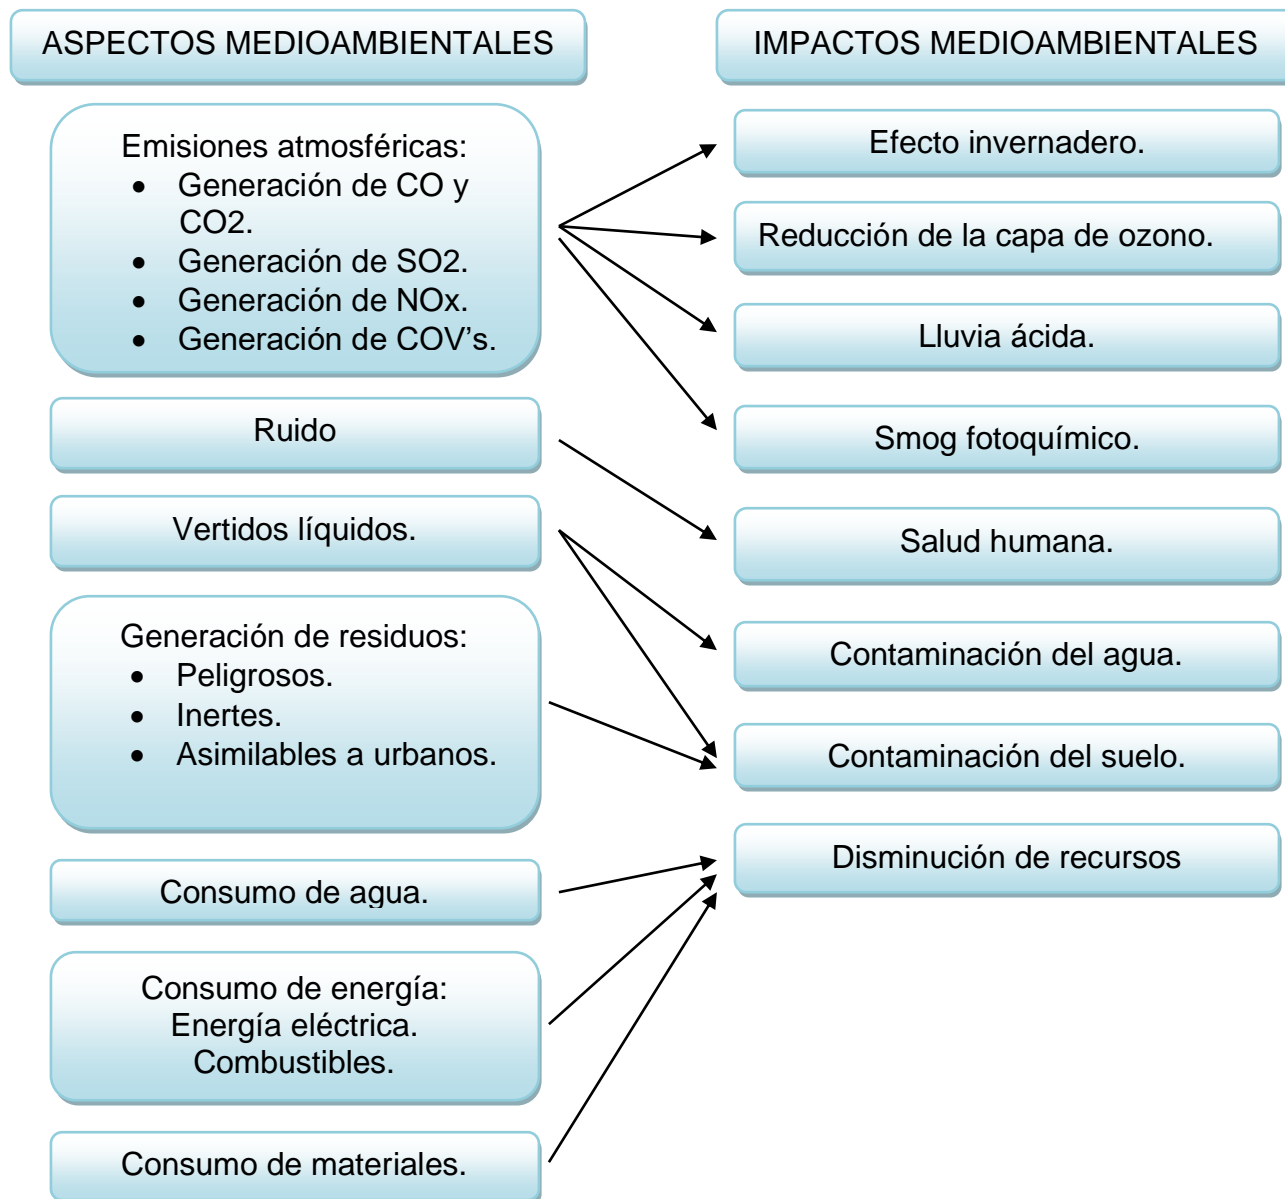 ASPECTOS MEDIOAMBIENTALES
Emisiones atmosféricas:
• Generación de CO y
CO2.
• Generación de SO2.
• Generación de NOx.
• Generación de COV’s.
Ruido
Vertidos líquidos.
Generación de residuos:
• Peligrosos.
• Inertes.
• Asimilables a urbanos.
Consumo de agua.
Consumo de energía:
Energía eléctrica.
Combustibles.
Consumo de materiales.
IMPACTOS MEDIOAMBIENTALES
Efecto invernadero.
Reducción de la capa de ozono.
Lluvia ácida.
Smog fotoquímico.
Salud humana.
Contaminación del agua.
Contaminación del suelo.
Disminución de recursos